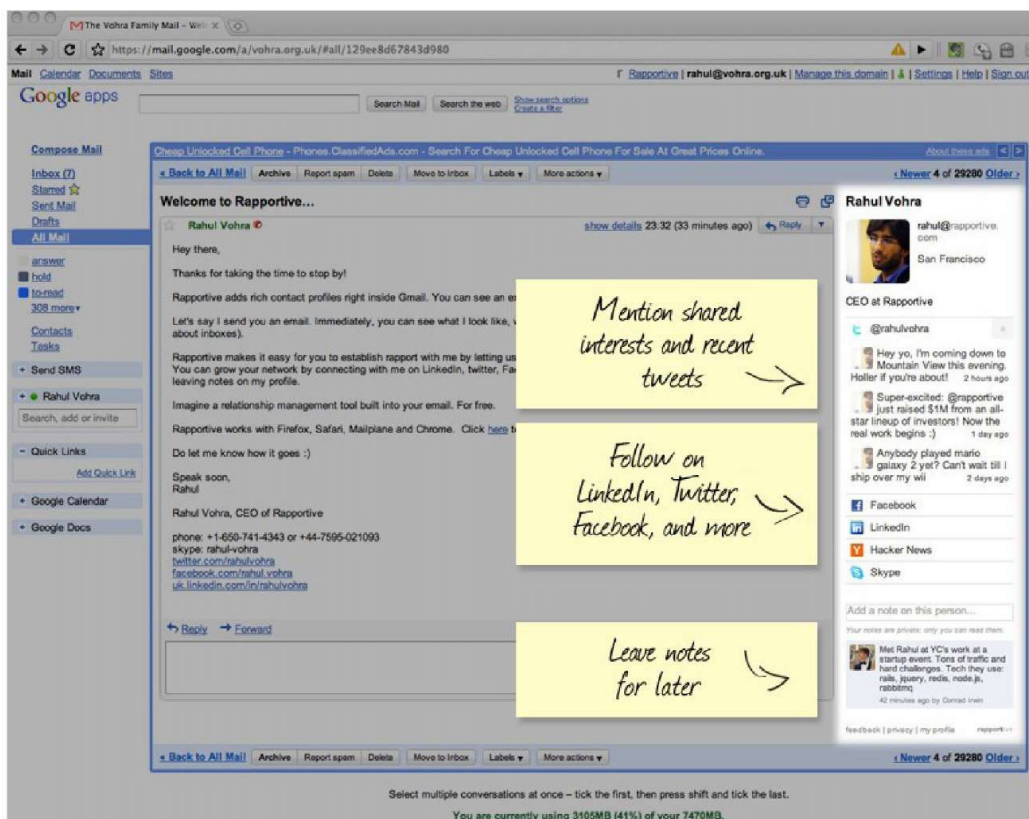 The Vohra Family Mail – Wel
https://mail.google.com/a/vohra.org.uk/#all/129ee8d67843d980
Mail Calendar Documents Sites
Rapportive | rahul@vohra.org.uk | Manage this domain | Settings | Help | Sign out
Google apps
Search Mail Search the web Show search options
Create a filter
Compose Mail
Inbox (7)
Starred
Sent Mail
Drafts
All Mail
answer
hold
to-read
308 more
Contacts
Tasks
+ Send SMS
+ Rahul Vohra
Search, add or invite
- Quick Links
Add Quick Link
+ Google Calendar
+ Google Docs
Cheap Unlocked Cell Phone - Phones.ClassifiedAds.com - Search For Cheap Unlocked Cell Phone For Sale At Great Prices Online. About these ads < >
« Back to All Mail Archive Report spam Delete Move to Inbox Labels More actions ‹ Newer 4 of 29280 Older ›
Welcome to Rapportive...
Rahul Vohra show details 23:32 (33 minutes ago) Reply
Hey there,
Thanks for taking the time to stop by!
Rapportive adds rich contact profiles right inside Gmail. You can see an
Let's say I send you an email. Immediately, you can see what I look like,
about inboxes).
Rapportive makes it easy for you to establish rapport with me by letting us
You can grow your network by connecting with me on LinkedIn, twitter,
leaving notes on my profile.
Imagine a relationship management tool built into your email. For free.
Rapportive works with Firefox, Safari, Mailplane and Chrome. Click here
Do let me know how it goes :)
Speak soon,
Rahul
Rahul Vohra, CEO of Rapportive
phone: +1-650-741-4343 or +44-7595-021093
skype: rahul-vohra
twitter.com/rahulvohra
facebook.com/rahul.vohra
uk.linkedin.com/in/rahulvohra
Reply Forward
Mention shared
interests and recent
tweets
Follow on
LinkedIn, Twitter,
Facebook, and more
Leave notes
for later
Rahul Vohra
rahul@rapportive.
com
San Francisco
CEO at Rapportive
@rahulvohra
Hey yo, I'm coming down to
Mountain View this evening.
Holler if you're about! 2 hours ago
Super-excited: @rapportive
just raised $1M from an all-
star lineup of investors! Now the
real work begins :) 1 day ago
Anybody played mario
galaxy 2 yet? Can't wait till I
ship over my wii 2 days ago
Facebook
LinkedIn
Hacker News
Skype
Add a note on this person...
Your notes are private: only you can read them.
Met Rahul at YC's work at a
startup event. Tons of traffic and
hard challenges. Tech they use:
rails, jquery, redis, node.js,
rabbitmq
42 minutes ago by Conrad Irwin
feedback | privacy | my profile
« Back to All Mail Archive Report spam Delete Move to Inbox Labels More actions ‹ Newer 4 of 29280 Older ›
Select multiple conversations at once – tick the first, then press shift and tick the last.
You are currently using 3105MB (41%) of your 7470MB.